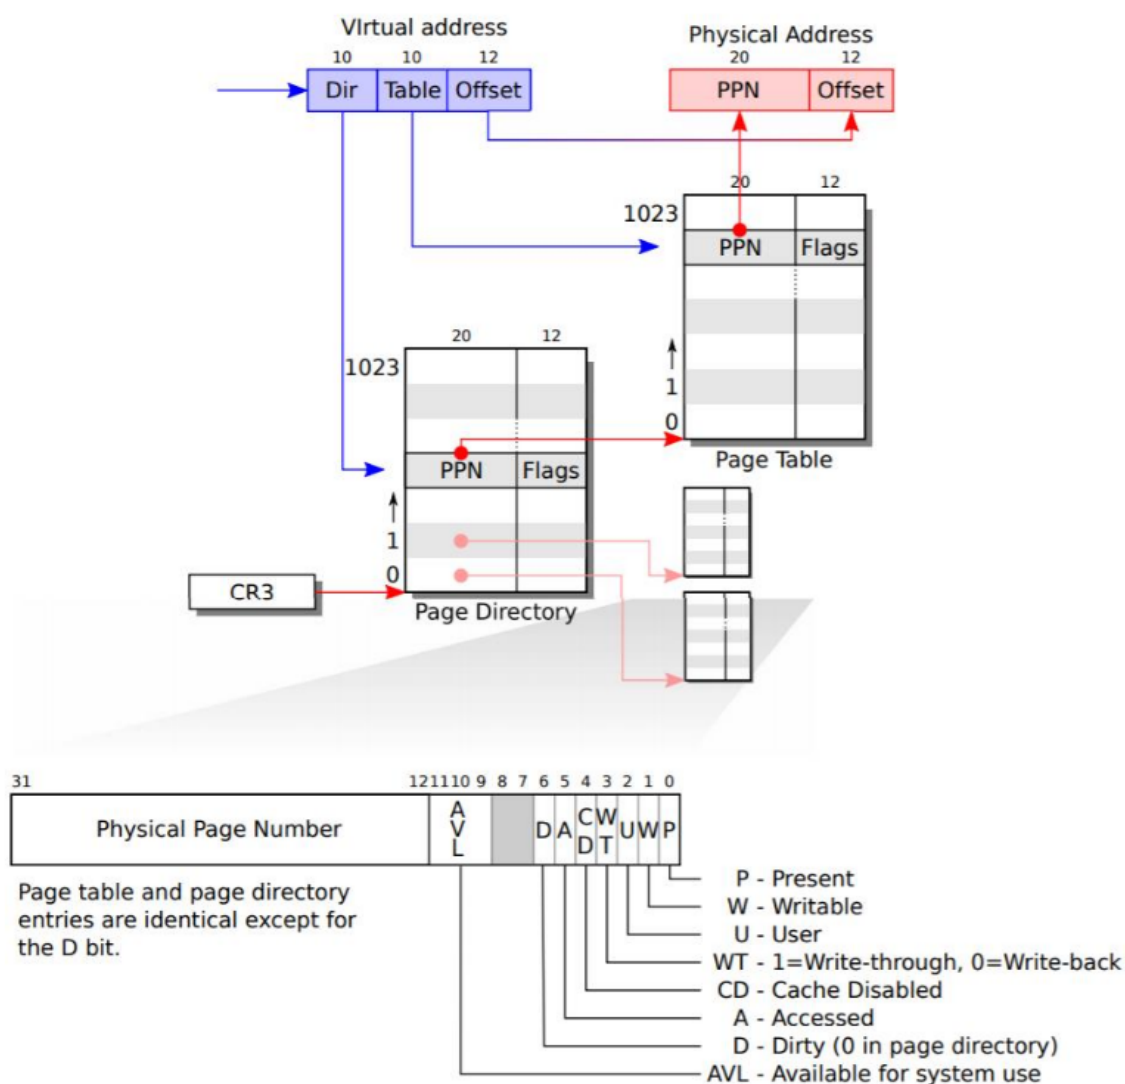 VIrtual address
10 10 12
Dir Table Offset
Physical Address
20 12
PPN Offset
20 12
1023
PPN Flags
1
0
Page Table
20 12
1023
PPN Flags
1
0
Page Directory
CR3
31 12 11 10 9 8 7 6 5 4 3 2 1 0
Physical Page Number AVL D A CD WT U W P
Page table and page directory
entries are identical except for
the D bit.
P - Present
W - Writable
U - User
WT - 1=Write-through, 0=Write-back
CD - Cache Disabled
A - Accessed
D - Dirty (0 in page directory)
AVL - Available for system use